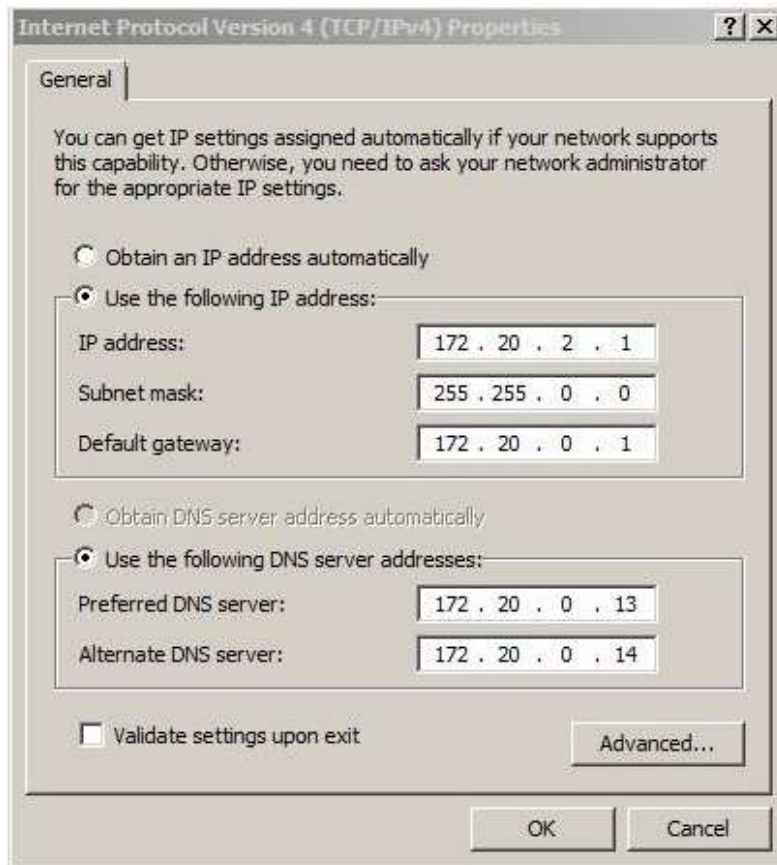 Internet Protocol Version 4 (TCP/IPv4) Properties
General
You can get IP settings assigned automatically if your network supports
this capability. Otherwise, you need to ask your network administrator
for the appropriate IP settings.
Obtain an IP address automatically
Use the following IP address:
IP address: 172 . 20 . 2 . 1
Subnet mask: 255 . 255 . 0 . 0
Default gateway: 172 . 20 . 0 . 1
Obtain DNS server address automatically
Use the following DNS server addresses:
Preferred DNS server: 172 . 20 . 0 . 13
Alternate DNS server: 172 . 20 . 0 . 14
Validate settings upon exit
Advanced...
OK Cancel